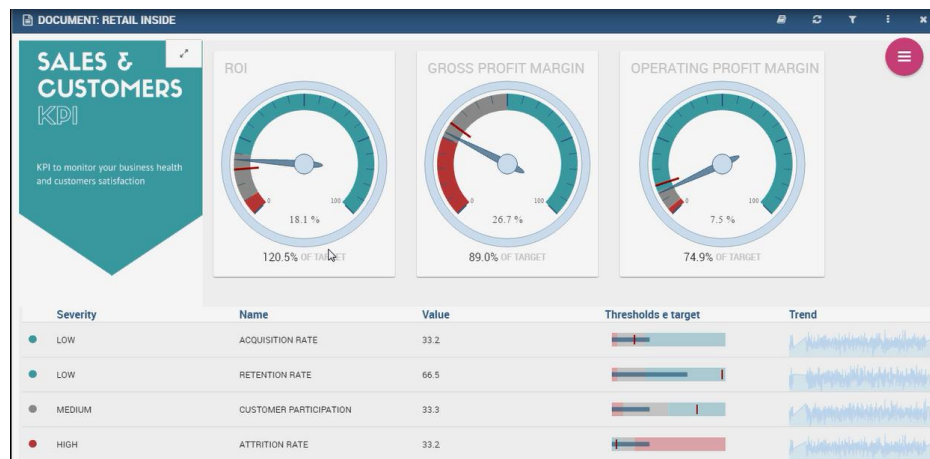 DOCUMENT: RETAIL INSIDE
SALES &
CUSTOMERS
KPI
KPI to monitor your business health
and customers satisfaction
ROI
0
100
18.1 %
120.5% OF TARGET
GROSS PROFIT MARGIN
0
100
26.7 %
89.0% OF TARGET
OPERATING PROFIT MARGIN
0
100
7.5 %
74.9% OF TARGET
Severity Name Value Thresholds e target Trend
LOW ACQUISITION RATE 33.2
LOW RETENTION RATE 66.5
MEDIUM CUSTOMER PARTICIPATION 33.3
HIGH ATTRITION RATE 33.2